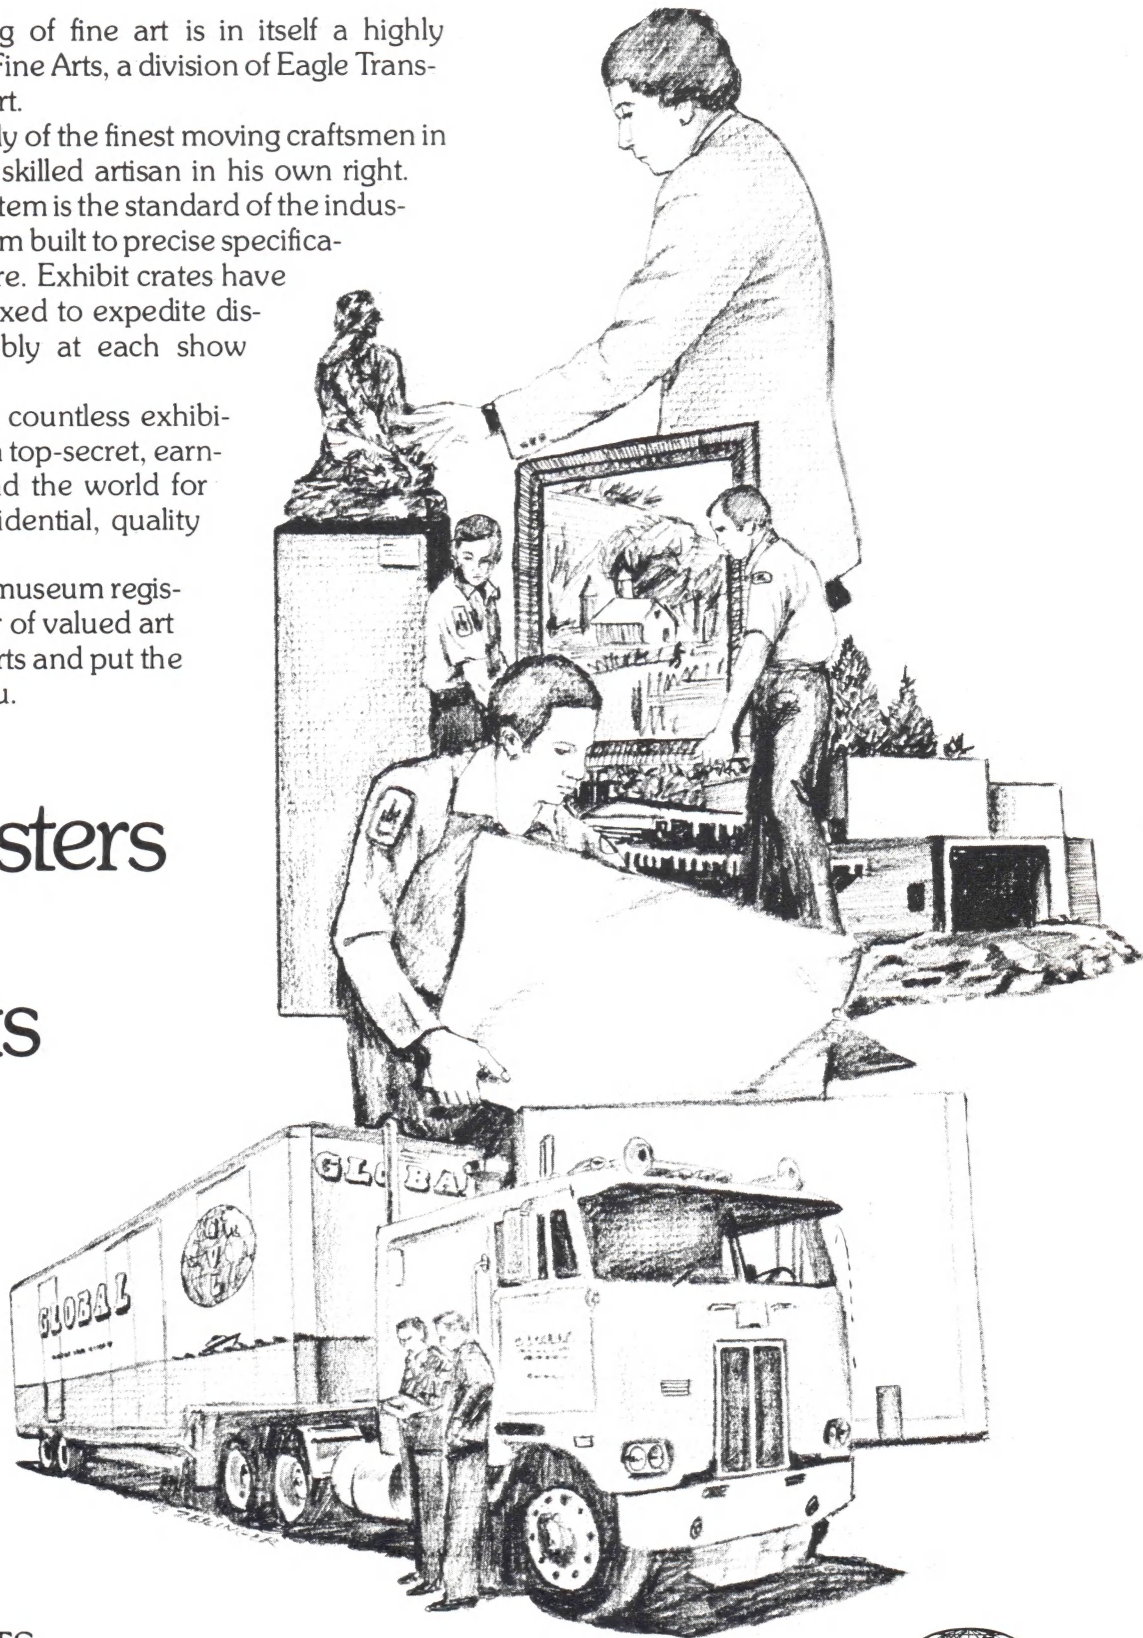 g of fine art is in itself a highly
Fine Arts, a division of Eagle Trans-
rt.
ly of the finest moving craftsmen in
skilled artisan in his own right.
tem is the standard of the indus-
m built to precise specifica-
re. Exhibit crates have
xed to expedite dis-
bly at each show
countless exhibi-
top-secret, earn-
d the world for
idential, quality
museum regis-
r of valued art
rts and put the
u.
sters
ts
GLOBAL
GLOBAL